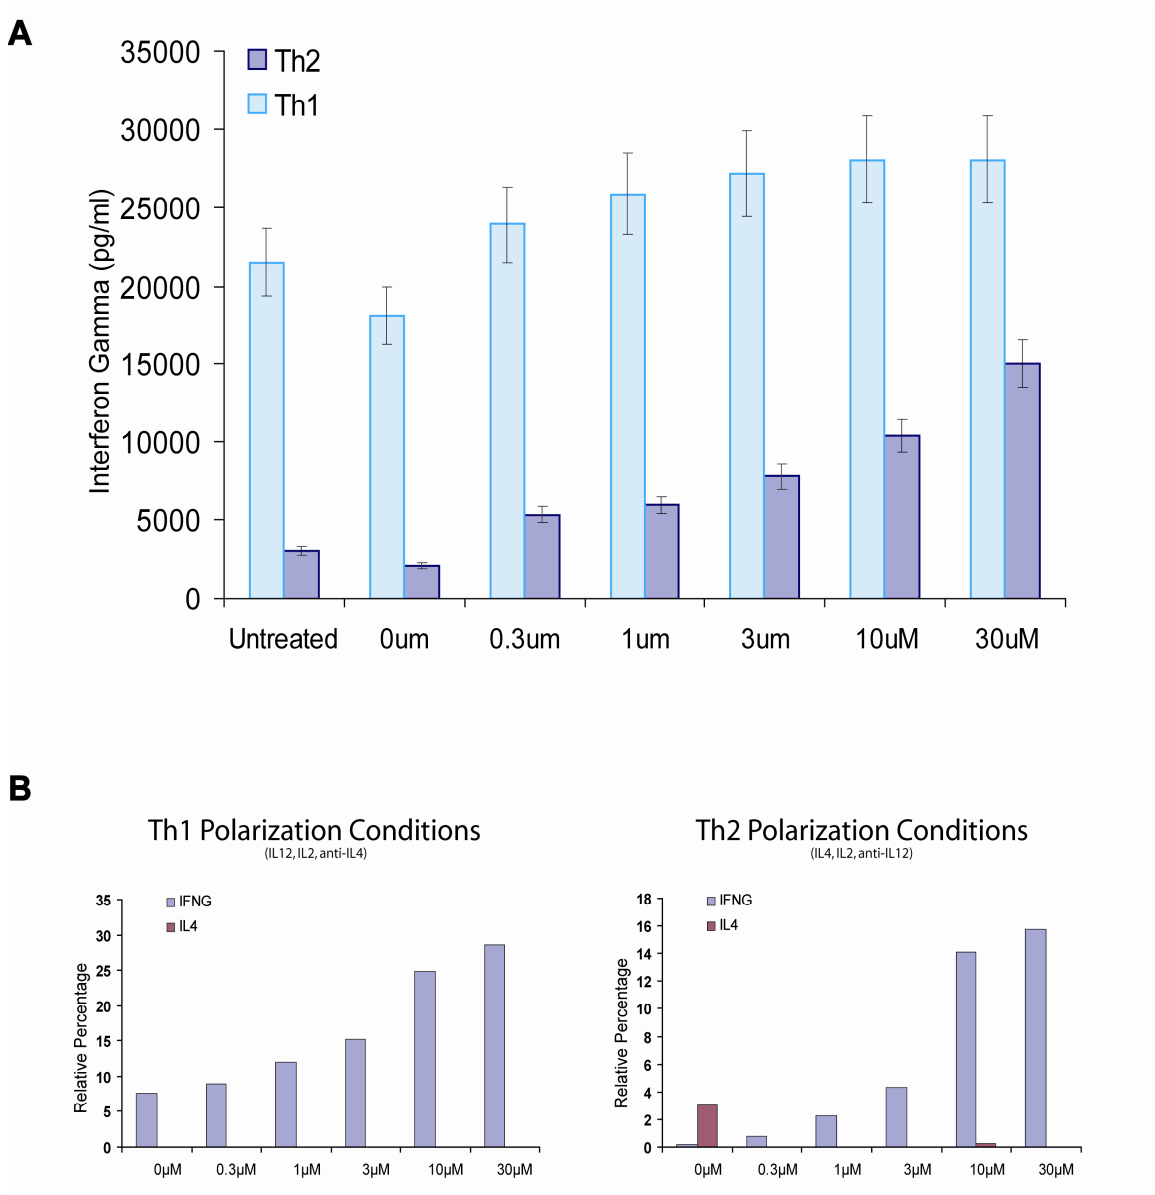 A
35000
30000
25000
20000
15000
10000
5000
0
Interferon Gamma (pg/ml)
Th2
Th1
Untreated 0um 0.3um 1um 3um 10uM 30uM
B
Th1 Polarization Conditions
(IL12, IL2, anti-IL4)
35
30
25
20
15
10
5
0
Relative Percentage
IFNG
IL4
0µM 0.3µM 1µM 3µM 10µM 30µM
Th2 Polarization Conditions
(IL4, IL2, anti-IL12)
18
16
14
12
10
8
6
4
2
0
Relative Percentage
IFNG
IL4
0µM 0.3µM 1µM 3µM 10µM 30µM